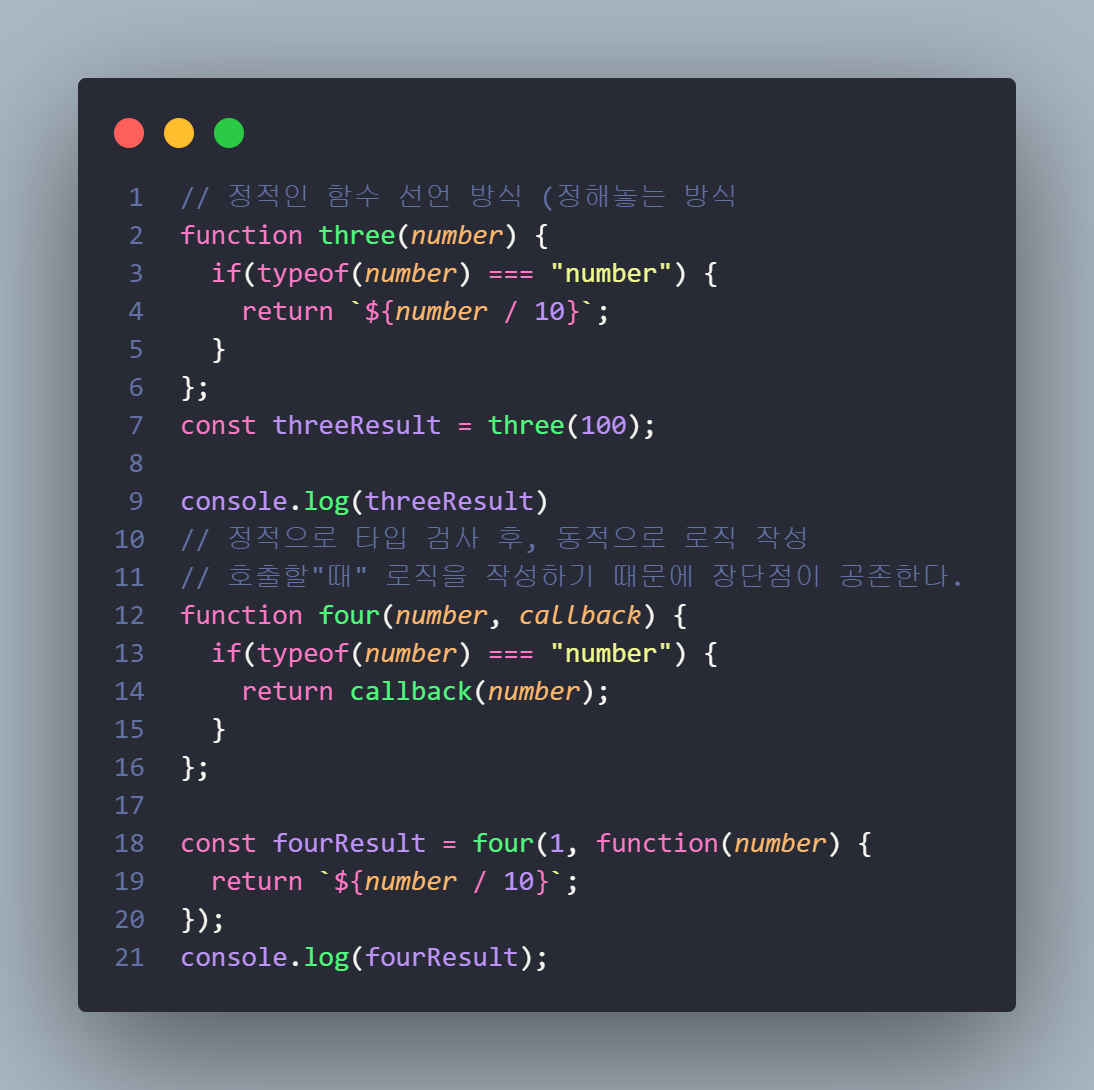 1 // 정적인 함수 선언 방식 (정해놓는 방식
2 function three(number) {
3   if(typeof(number) === "number") {
4     return `${number / 10}`;
5   }
6 };
7 const threeResult = three(100);
8
9 console.log(threeResult)
10 // 정적으로 타입 검사 후, 동적으로 로직 작성
11 // 호출할"때" 로직을 작성하기 때문에 장단점이 공존한다.
12 function four(number, callback) {
13   if(typeof(number) === "number") {
14     return callback(number);
15   }
16 };
17
18 const fourResult = four(1, function(number) {
19   return `${number / 10}`;
20 });
21 console.log(fourResult);